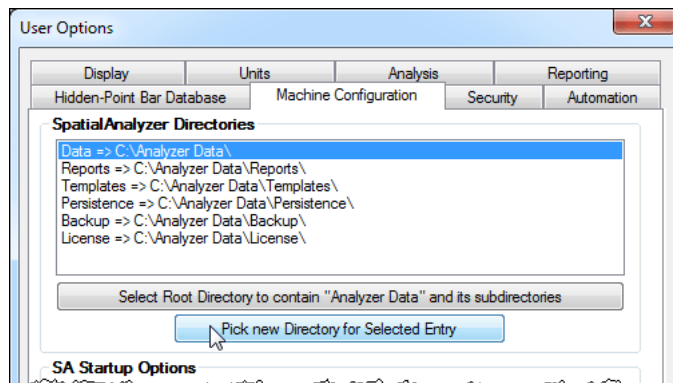 User Options
Display Units Analysis Reporting
Hidden-Point Bar Database Machine Configuration Security Automation
SpatialAnalyzer Directories
Data => C:\Analyzer Data\
Reports => C:\Analyzer Data\Reports\
Templates => C:\Analyzer Data\Templates\
Persistence => C:\Analyzer Data\Persistence\
Backup => C:\Analyzer Data\Backup\
License => C:\Analyzer Data\License\
Select Root Directory to contain "Analyzer Data" and its subdirectories
Pick new Directory for Selected Entry
SA Startup Options